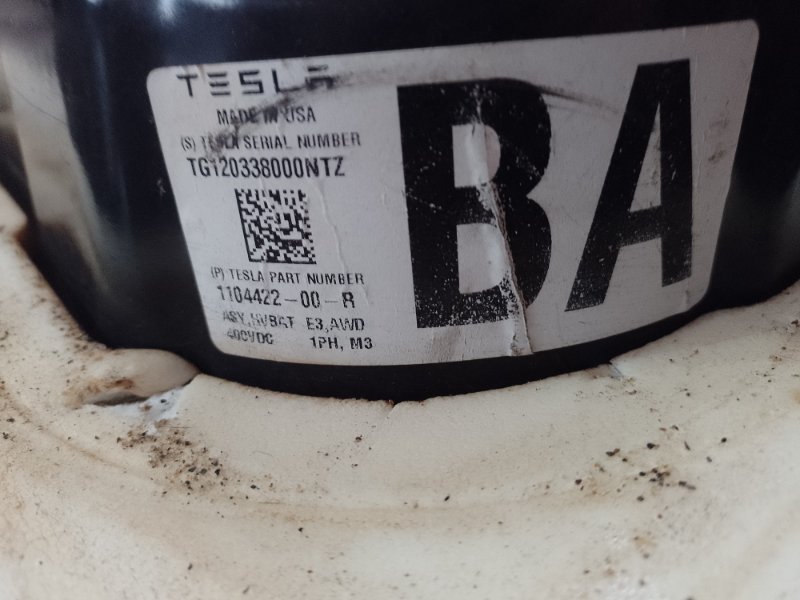 TESLA
MADE IN USA
(S) TESLA SERIAL NUMBER
TG120338000NTZ
(P) TESLA PART NUMBER
1104422-00-R
ASY,HVBAT E3,AWD
400VDC 1PH, M3
BA